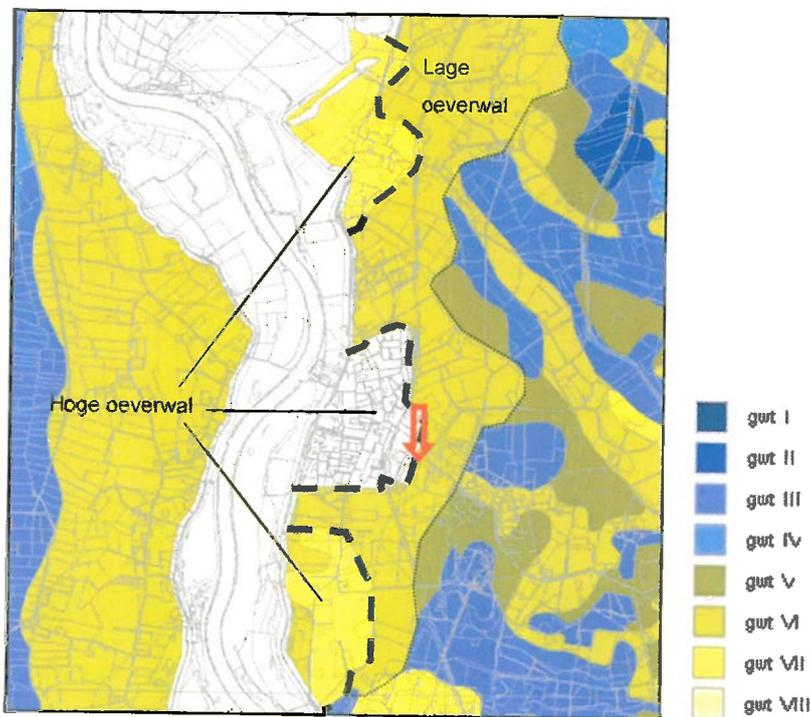 Lage
oeverwal
Hoge oeverwal
gwt I
gwt II
gwt III
gwt IV
gwt V
gwt VI
gwt VII
gwt VIII